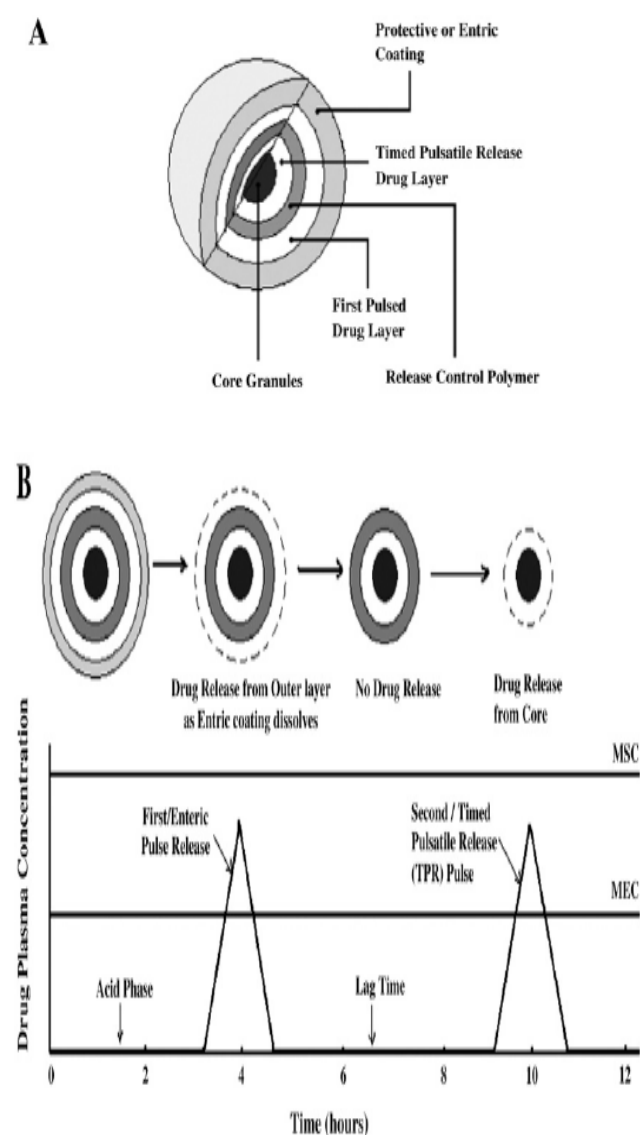 A
Protective or Entric
Coating
Timed Pulsatile Release
Drug Layer
First Pulsed
Drug Layer
Core Granules
Release Control Polymer
B
Drug Release from Outer layer
as Entric coating dissolves
No Drug Release
Drug Release
from Core
Drug Plasma Concentration
MSC
First/Enteric
Pulse Release
Second / Timed
Pulsatile Release
(TPR) Pulse
MEC
Acid Phase
Lag Time
0 2 4 6 8 10 12
Time (hours)